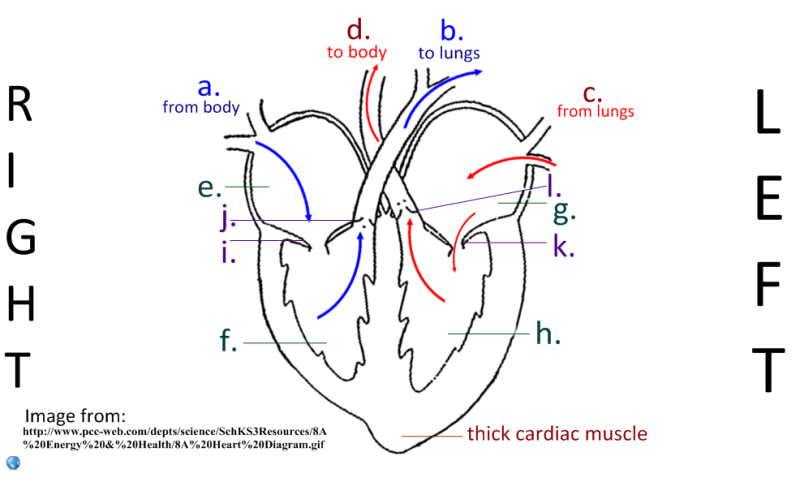 d.
to body
b.
to lungs
a.
from body
c.
from lungs
R
I
G
H
T
L
E
F
T
e.
j.
i.
f.
l.
g.
k.
h.
thick cardiac muscle
Image from:
http://www.pcc-web.com/depts/science/SchKS3Resources/8A
%20Energy%20&%20Health/8A%20Heart%20Diagram.gif